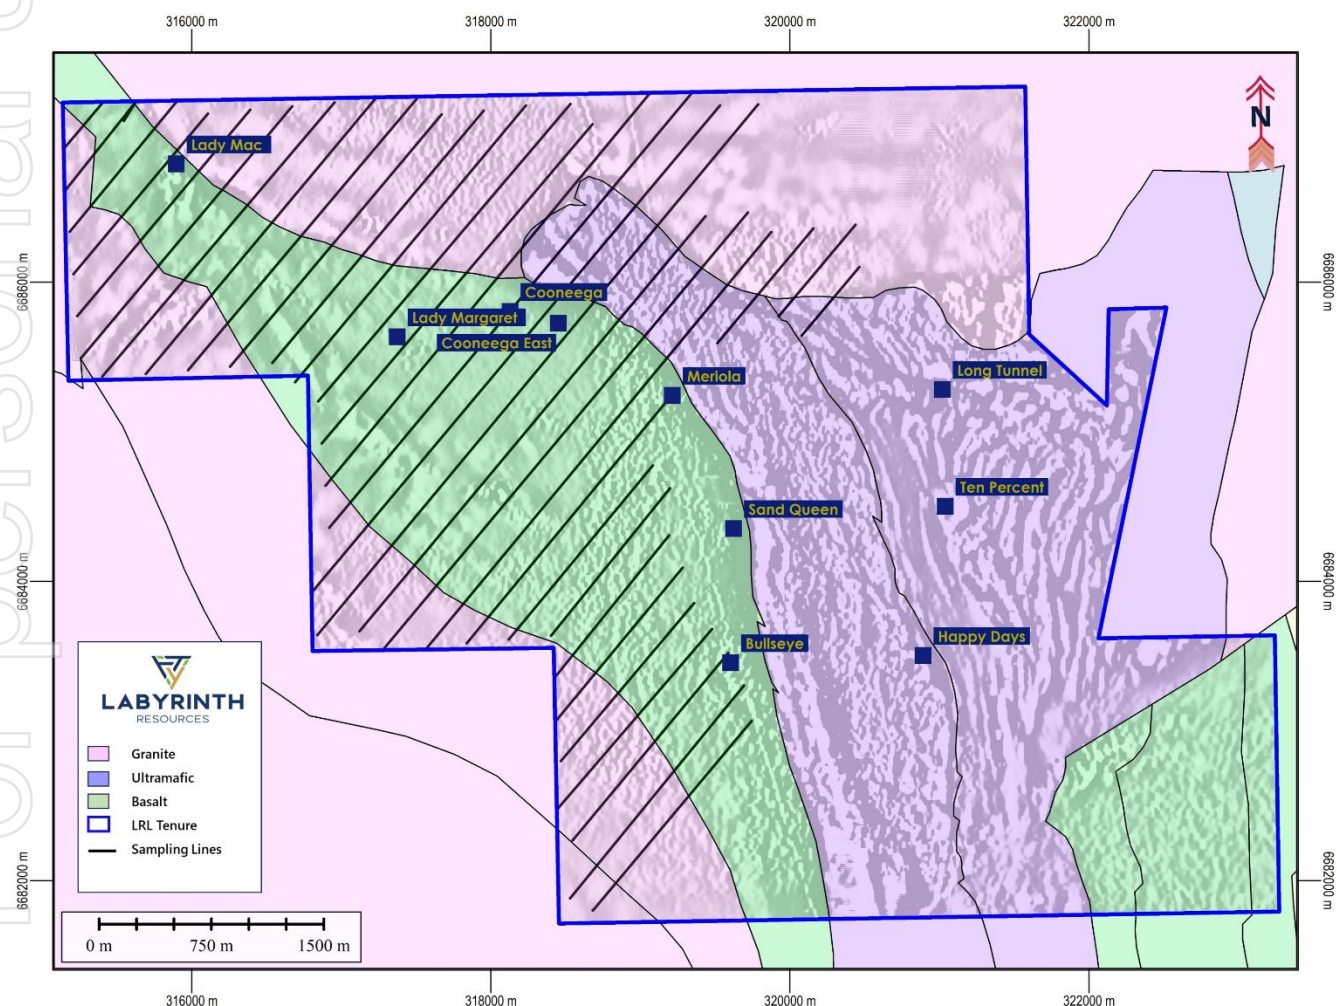 316000 m
318000 m
320000 m
322000 m
N
Lady Mac
6686000 m
6686000 m
Cooneega
Lady Margaret
Cooneega East
Meriola
Long Tunnel
Ten Percent
Sand Queen
6684000 m
6684000 m
Happy Days
Bullseye
LABYRINTH
RESOURCES
Granite
Ultramafic
Basalt
LRL Tenure
Sampling Lines
6682000 m
6682000 m
0 m
750 m
1500 m
316000 m
318000 m
320000 m
322000 m
For personal